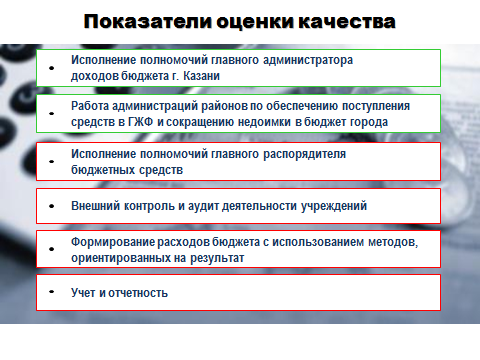 Показатели оценки качества
• Исполнение полномочий главного администратора
доходов бюджета г. Казани
• Работа администраций районов по обеспечению поступления
средств в ГЖФ и сокращению недоимки в бюджет города
• Исполнение полномочий главного распорядителя
бюджетных средств
• Внешний контроль и аудит деятельности учреждений
• Формирование расходов бюджета с использованием методов,
ориентированных на результат
• Учет и отчетность